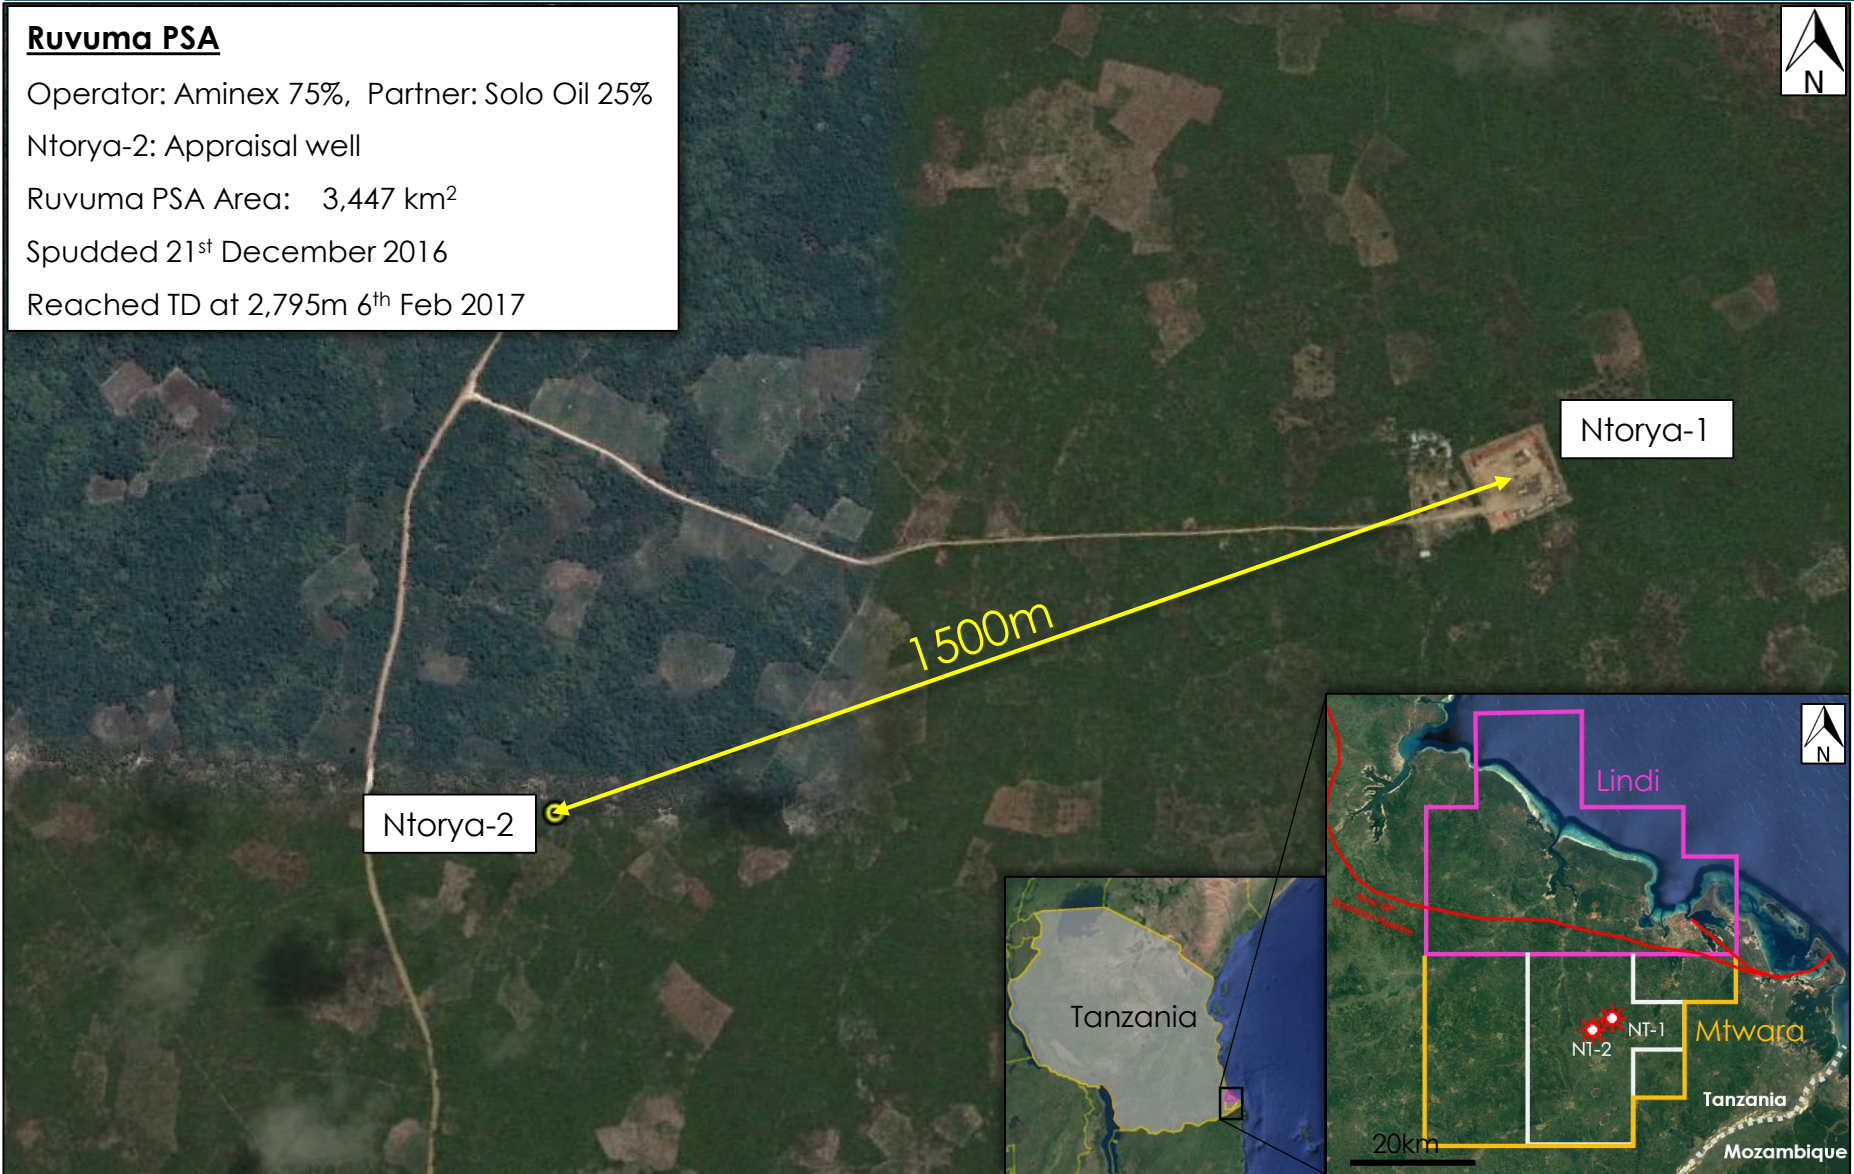 Ruvuma PSA
Operator: Aminex 75%, Partner: Solo Oil 25%
Ntorya-2: Appraisal well
Ruvuma PSA Area: 3,447 km²
Spudded 21st December 2016
Reached TD at 2,795m 6th Feb 2017
N
Ntorya-1
1500m
Ntorya-2
Tanzania
N
Lindi
NT-1
NT-2
Mtwara
Tanzania
20km
Mozambique